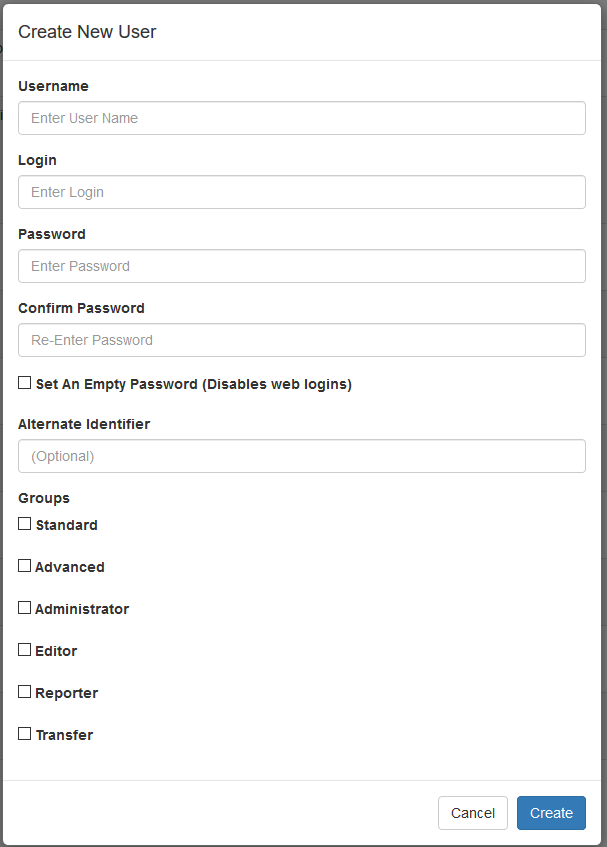 Create New User
Username
Enter User Name
Login
Enter Login
Password
Enter Password
Confirm Password
Re-Enter Password
Set An Empty Password (Disables web logins)
Alternate Identifier
(Optional)
Groups
Standard
Advanced
Administrator
Editor
Reporter
Transfer
Cancel Create